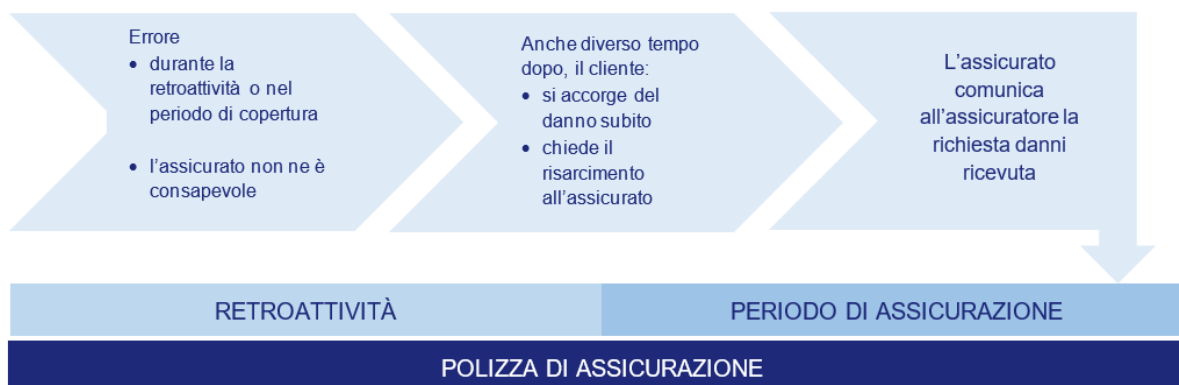 Errore
• durante la
retroattività o nel
periodo di copertura
• l'assicurato non ne è
consapevole
Anche diverso tempo
dopo, il cliente:
• si accorge del
danno subito
• chiede il
risarcimento
all'assicurato
L'assicurato
comunica
all'assicuratore la
richiesta danni
ricevuta
RETROATTIVITÀ
PERIODO DI ASSICURAZIONE
POLIZZA DI ASSICURAZIONE